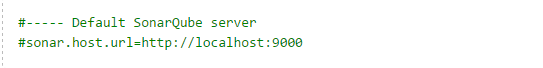 #----- Default SonarQube server
#sonar.host.url=http://localhost:9000